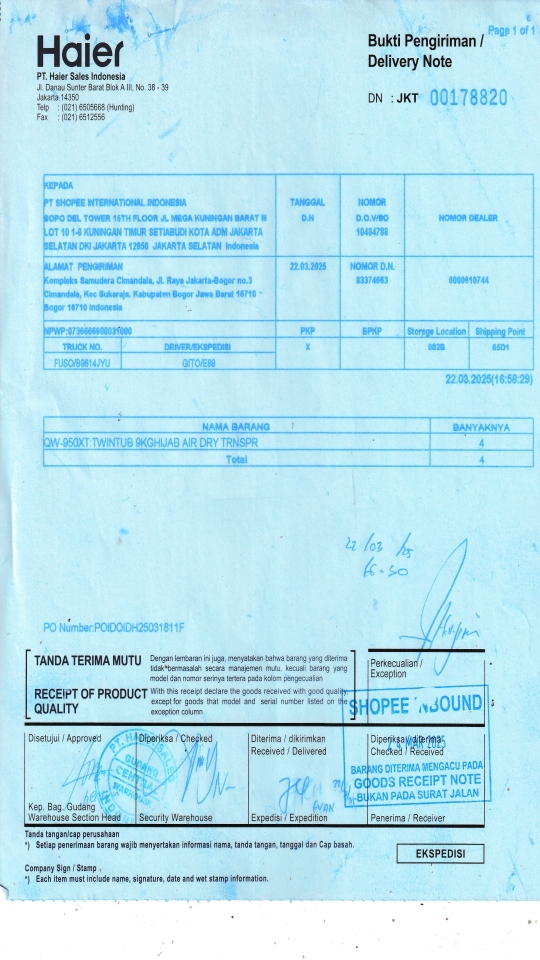 Page 1 of 1
Haier
PT. Haier Sales Indonesia
Jl. Danau Sunter Barat Blok A III, No. 38 - 39
Jakarta 14350
Telp : (021) 6505668 (Hunting)
Fax : (021) 6512556
Bukti Pengiriman /
Delivery Note
DN : JKT 00178820
KEPADA
PT SHOPEE INTERNATIONAL INDONESIA
SOPO DEL TOWER 15TH FLOOR JL MEGA KUNINGAN BARAT III
LOT 10 1-6 KUNINGAN TIMUR SETIABUDI KOTA ADM JAKARTA
SELATAN DKI JAKARTA 12950 JAKARTA SELATAN Indonesia
TANGGAL
D.N
NOMOR
D.O.V/SO
NOMOR DEALER
ALAMAT PENGIRIMAN
Kompleks Samudera Cimandala, Jl. Raya Jakarta-Bogor no.3
Cimandala, Kec Sukaraja, Kabupaten Bogor Jawa Barat 16710
Bogor 16710 Indonesia
22.03.2025
NOMOR D.N.
83374663
NPWP:
PKP
BPKP
Storage Location
Shipping Point
TRUCK NO.
DRIVER/EKSPEDISI
X
002B
65D1
FUSO/B9614JYU
GITO/E88
22.03.2025(16:58:29)
NAMA BARANG
BANYAKNYA
QW-950XT:TWINTUB 9KGHIJAB AIR DRY TRNSPR
4
Total
4
22/03/25
PO Number:POIDOIDH25031811F
TANDA TERIMA MUTU
Dengan lembaran ini juga, menyatakan bahwa barang yang diterima
tidak bermasalah secara manajemen mutu, kecuali barang yang
model dan nomor serinya tertera pada kolom pengecualian
RECEIPT OF PRODUCT
QUALITY
With this receipt declare the goods received with good quality,
except for goods that model and serial number listed on the
exception column
Perkecualian /
Exception
SHOPEE INBOUND
MAR 2025
BARANG DITERIMA MENGACU PADA
GOODS RECEIPT NOTE
BUKAN PADA SURAT JALAN
Disetujui / Approved
Diperiksa / Checked
Diterima / dikirimkan
Received / Delivered
Diperiksa/diterima
Checked / Received
GUDANG
CENTRAL
Kep. Bag. Gudang
Warehouse Section Head
Security Warehouse
Expedisi / Expedition
Penerima / Receiver
Tanda tangan/cap perusahaan
*) Setiap penerimaan barang wajib menyertakan informasi nama, tanda tangan, tanggal dan Cap basah.
EKSPEDISI
Company Sign / Stamp
*) Each item must include name, signature, date and wet stamp information.